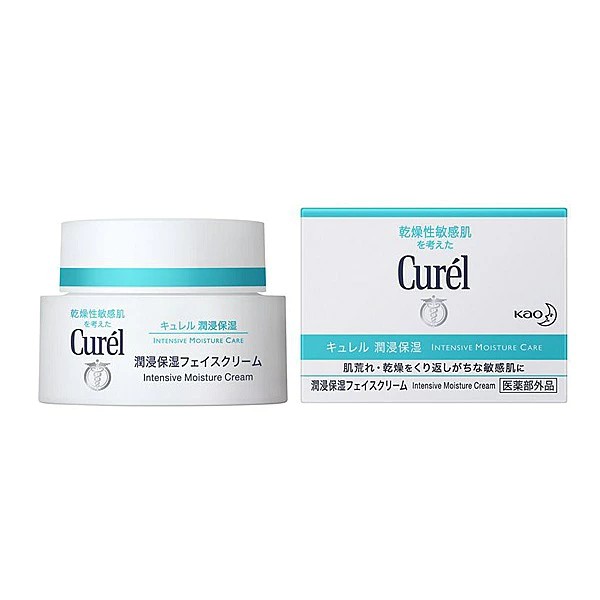 乾燥性敏感肌
を考えた
Curél
キュレル 潤浸保湿
INTENSIVE MOISTURE CARE
潤浸保湿フェイスクリーム
Intensive Moisture Cream
乾燥性敏感肌
を考えた
Curél
Kao
キュレル 潤浸保湿 INTENSIVE MOISTURE CARE
肌荒れ・乾燥をくり返しがちな敏感肌に
潤浸保湿フェイスクリーム Intensive Moisture Cream 医薬部外品